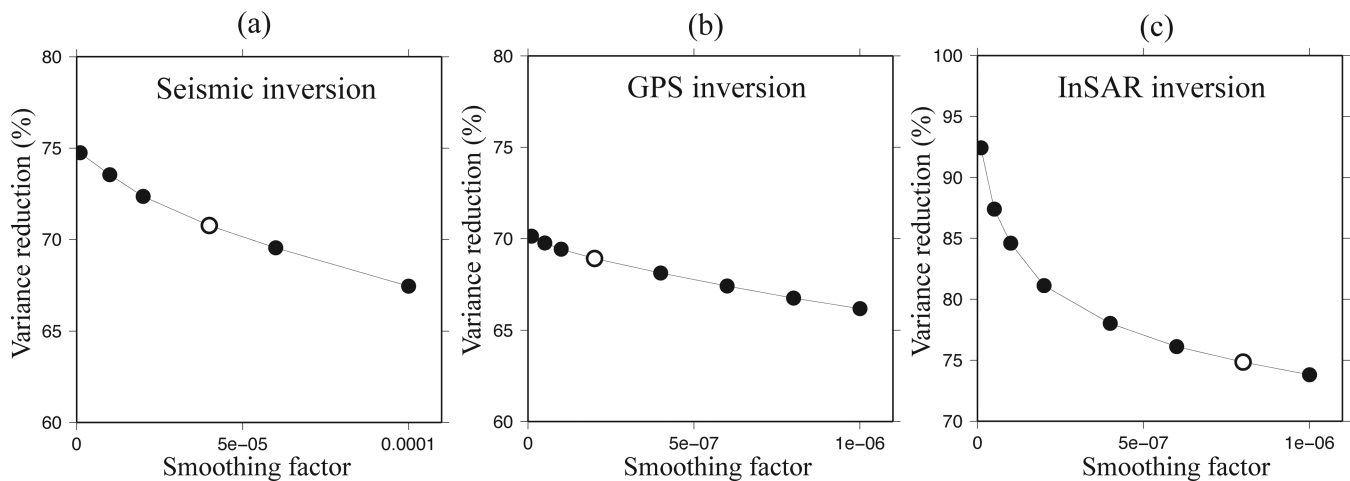 (a)
Seismic inversion
Variance reduction (%)
80
75
70
65
60
0
5e−05
0.0001
Smoothing factor
(b)
GPS inversion
Variance reduction (%)
80
75
70
65
60
0
5e−07
1e−06
Smoothing factor
(c)
InSAR inversion
Variance reduction (%)
100
95
90
85
80
75
70
0
5e−07
1e−06
Smoothing factor